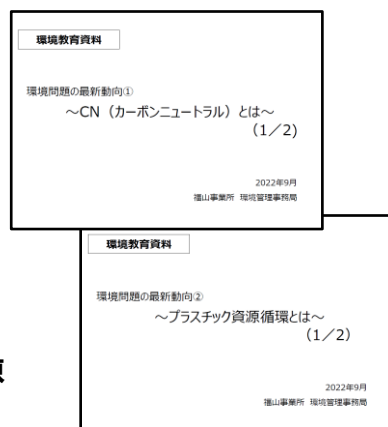 環境教育資料
環境問題の最新動向①
～CN（カーボンニュートラル）とは～
（1／2）
2022年9月
福山事業所 環境管理事務局
環境教育資料
環境問題の最新動向②
～プラスチック資源循環とは～
（1／2）
2022年9月
福山事業所 環境管理事務局